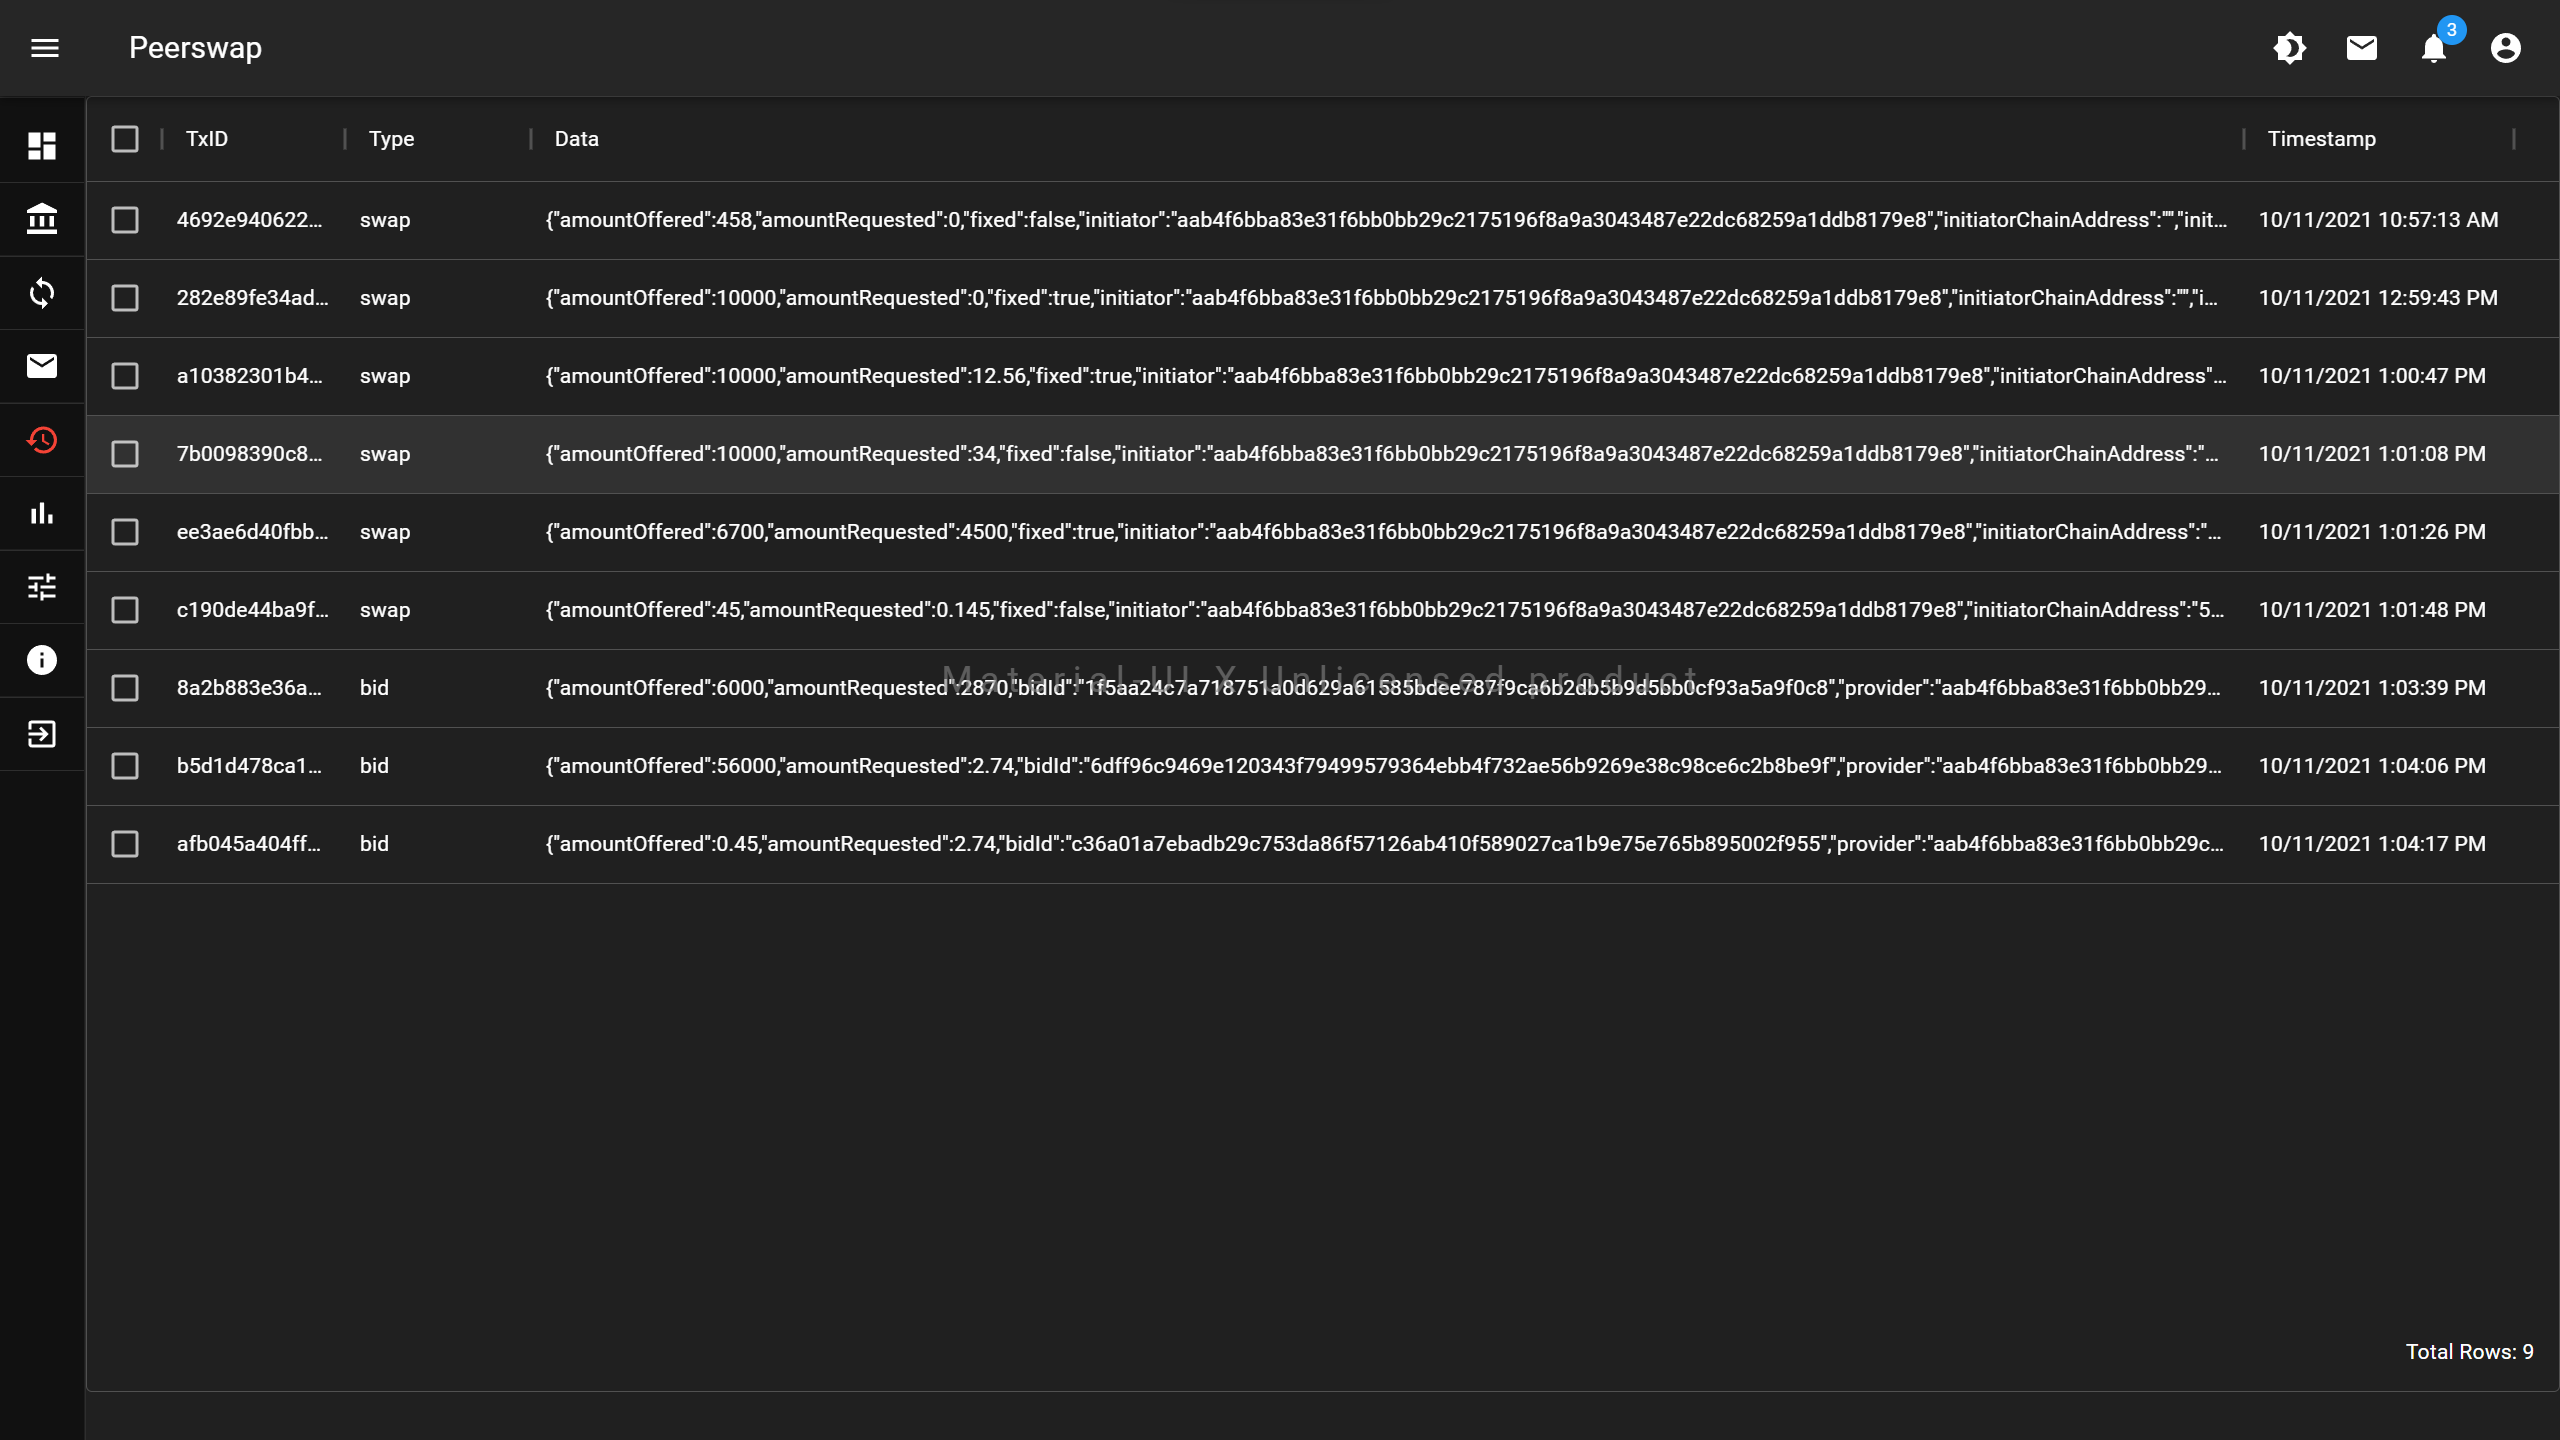 Peerswap
3
TxID Type Data Timestamp
4692e940622... swap {"amountOffered":458,"amountRequested":0,"fixed":false,"initiator":"aab4f6bba83e31f6bb0bb29c2175196f8a9a3043487e22dc68259a1ddb8179e8","initiatorChainAddress":"","init... 10/11/2021 10:57:13 AM
282e89fe34ad... swap {"amountOffered":10000,"amountRequested":0,"fixed":true,"initiator":"aab4f6bba83e31f6bb0bb29c2175196f8a9a3043487e22dc68259a1ddb8179e8","initiatorChainAddress":"","i... 10/11/2021 12:59:43 PM
a10382301b4... swap {"amountOffered":10000,"amountRequested":12.56,"fixed":true,"initiator":"aab4f6bba83e31f6bb0bb29c2175196f8a9a3043487e22dc68259a1ddb8179e8","initiatorChainAddress"... 10/11/2021 1:00:47 PM
7b0098390c8... swap {"amountOffered":10000,"amountRequested":34,"fixed":false,"initiator":"aab4f6bba83e31f6bb0bb29c2175196f8a9a3043487e22dc68259a1ddb8179e8","initiatorChainAddress":"... 10/11/2021 1:01:08 PM
ee3ae6d40fbb... swap {"amountOffered":6700,"amountRequested":4500,"fixed":true,"initiator":"aab4f6bba83e31f6bb0bb29c2175196f8a9a3043487e22dc68259a1ddb8179e8","initiatorChainAddress":"... 10/11/2021 1:01:26 PM
c190de44ba9f... swap {"amountOffered":45,"amountRequested":0.145,"fixed":false,"initiator":"aab4f6bba83e31f6bb0bb29c2175196f8a9a3043487e22dc68259a1ddb8179e8","initiatorChainAddress":"5... 10/11/2021 1:01:48 PM
Material-UI X Unlicensed product
8a2b883e36a... bid {"amountOffered":6000,"amountRequested":2870,"bidId":"1f5aa24c7a718751a0d629a61585bdee787f9ca6b2db5b9d5bb0cf93a5a9f0c8","provider":"aab4f6bba83e31f6bb0bb29... 10/11/2021 1:03:39 PM
b5d1d478ca1... bid {"amountOffered":56000,"amountRequested":2.74,"bidId":"6dff96c9469e120343f79499579364ebb4f732ae56b9269e38c98ce6c2b8be9f","provider":"aab4f6bba83e31f6bb0bb29... 10/11/2021 1:04:06 PM
afb045a404ff... bid {"amountOffered":0.45,"amountRequested":2.74,"bidId":"c36a01a7ebadb29c753da86f57126ab410f589027ca1b9e75e765b895002f955","provider":"aab4f6bba83e31f6bb0bb29c... 10/11/2021 1:04:17 PM
Total Rows: 9